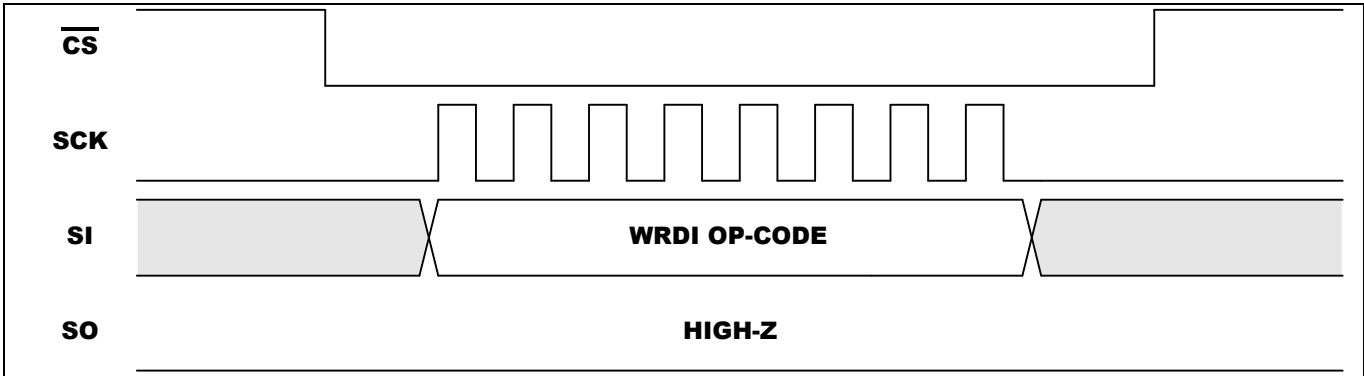 CS
SCK
SI
WRDI OP-CODE
SO
HIGH-Z